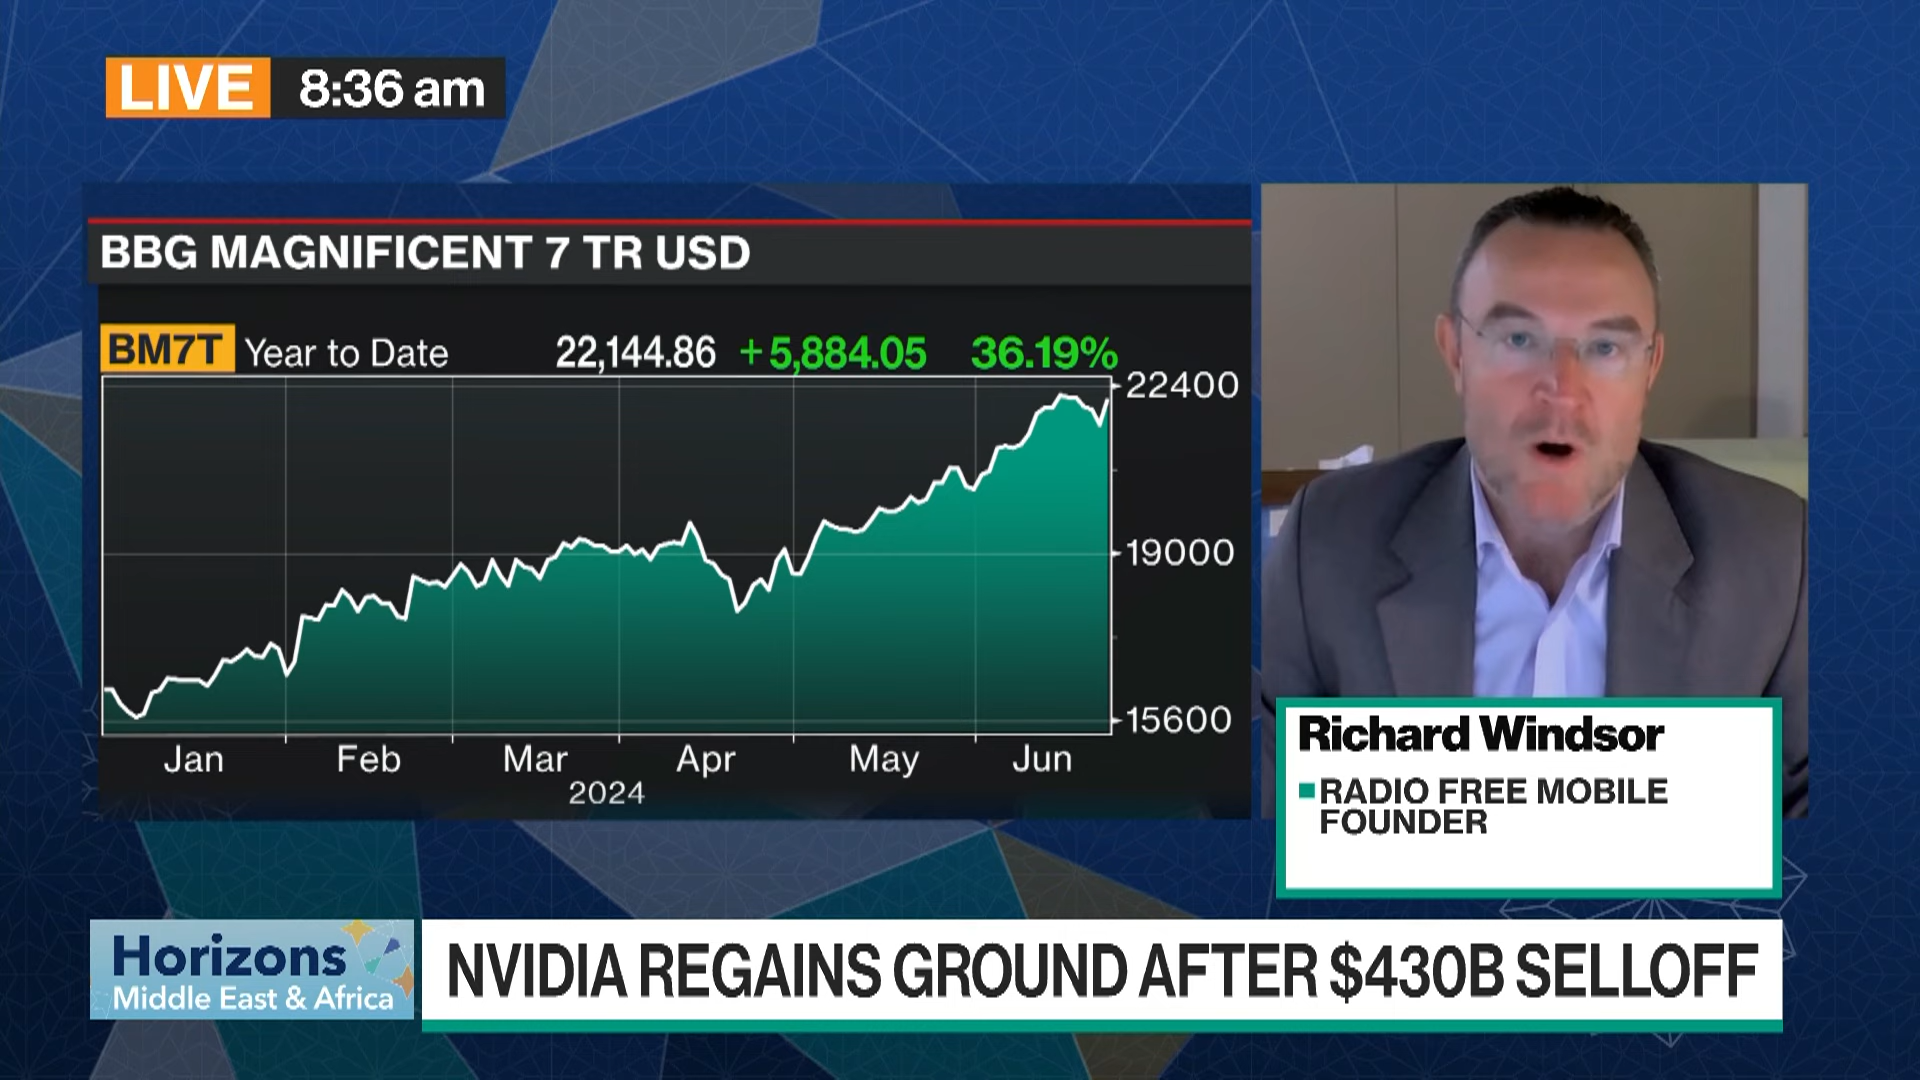 LIVE 8:36 am
BBG MAGNIFICENT 7 TR USD
BM7T Year to Date 22,144.86 +5,884.05 36.19%
22400
19000
15600
Jan Feb Mar Apr May Jun
2024
Richard Windsor
RADIO FREE MOBILE
FOUNDER
Horizons
Middle East & Africa
NVIDIA REGAINS GROUND AFTER $430B SELLOFF